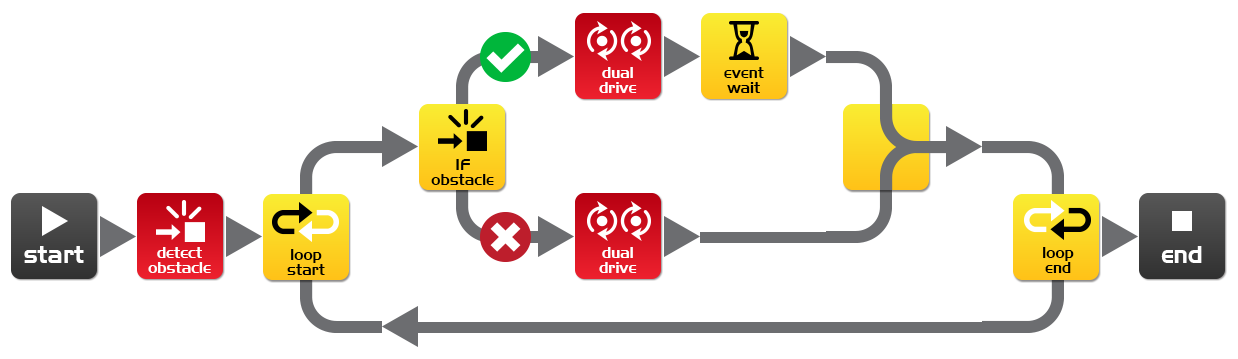 start
detect
obstacle
loop
start
IF
obstacle
dual
drive
event
wait
dual
drive
loop
end
end